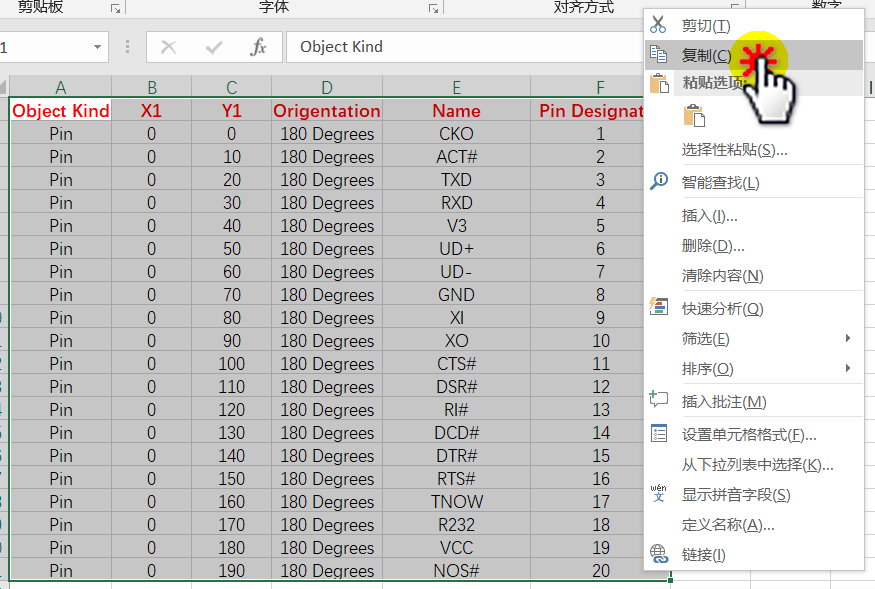 剪贴板 字体 对齐方式 数字
1 fx Object Kind
A B C D E F
Object Kind X1 Y1 Origentation Name Pin Designat
Pin 0 0 180 Degrees CKO 1
Pin 0 10 180 Degrees ACT# 2
Pin 0 20 180 Degrees TXD 3
Pin 0 30 180 Degrees RXD 4
Pin 0 40 180 Degrees V3 5
Pin 0 50 180 Degrees UD+ 6
Pin 0 60 180 Degrees UD- 7
Pin 0 70 180 Degrees GND 8
Pin 0 80 180 Degrees XI 9
Pin 0 90 180 Degrees XO 10
Pin 0 100 180 Degrees CTS# 11
Pin 0 110 180 Degrees DSR# 12
Pin 0 120 180 Degrees RI# 13
Pin 0 130 180 Degrees DCD# 14
Pin 0 140 180 Degrees DTR# 15
Pin 0 150 180 Degrees RTS# 16
Pin 0 160 180 Degrees TNOW 17
Pin 0 170 180 Degrees R232 18
Pin 0 180 180 Degrees VCC 19
Pin 0 190 180 Degrees NOS# 20
剪切(T)
复制(C)
粘贴选项:
选择性粘贴(S)...
智能查找(L)
插入(I)...
删除(D)...
清除内容(N)
快速分析(Q)
筛选(E)
排序(O)
插入批注(M)
设置单元格格式(F)...
从下拉列表中选择(K)...
wén
文 显示拼音字段(S)
定义名称(A)...
链接(I)